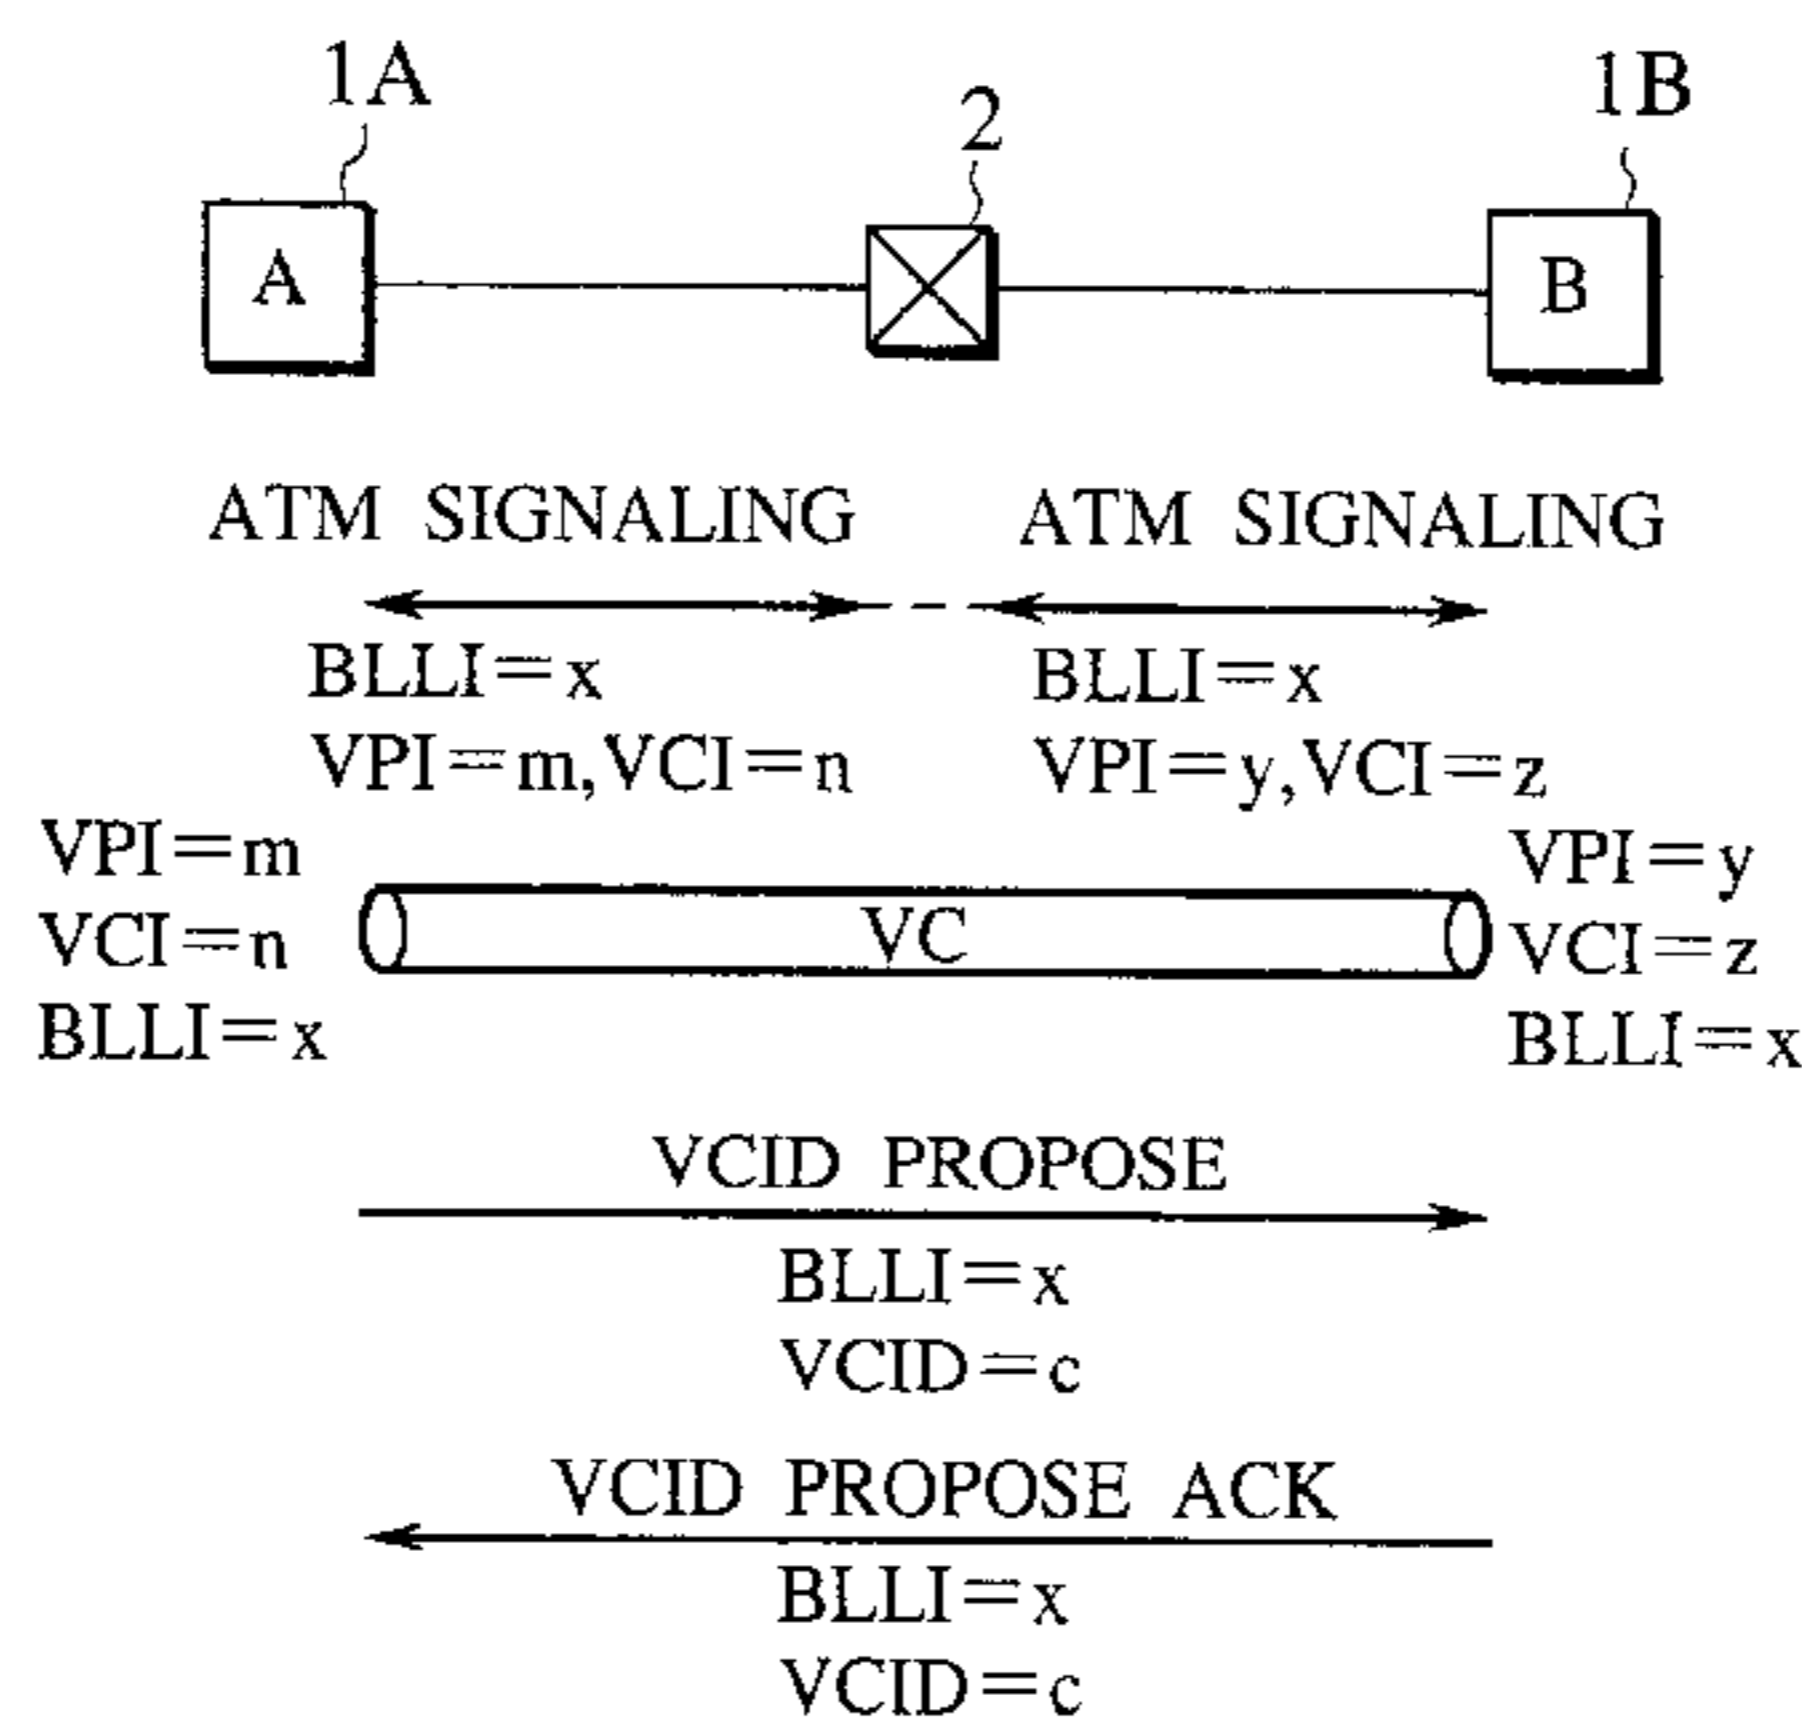 1A
2
1B
A
B
ATM SIGNALING
ATM SIGNALING
BLLI=x
BLLI=x
VPI=m,VCI=n
VPI=y,VCI=z
VPI=m
VCI=n
BLLI=x
VC
VPI=y
VCI=z
BLLI=x
VCID PROPOSE
BLLI=x
VCID=c
VCID PROPOSE ACK
BLLI=x
VCID=c